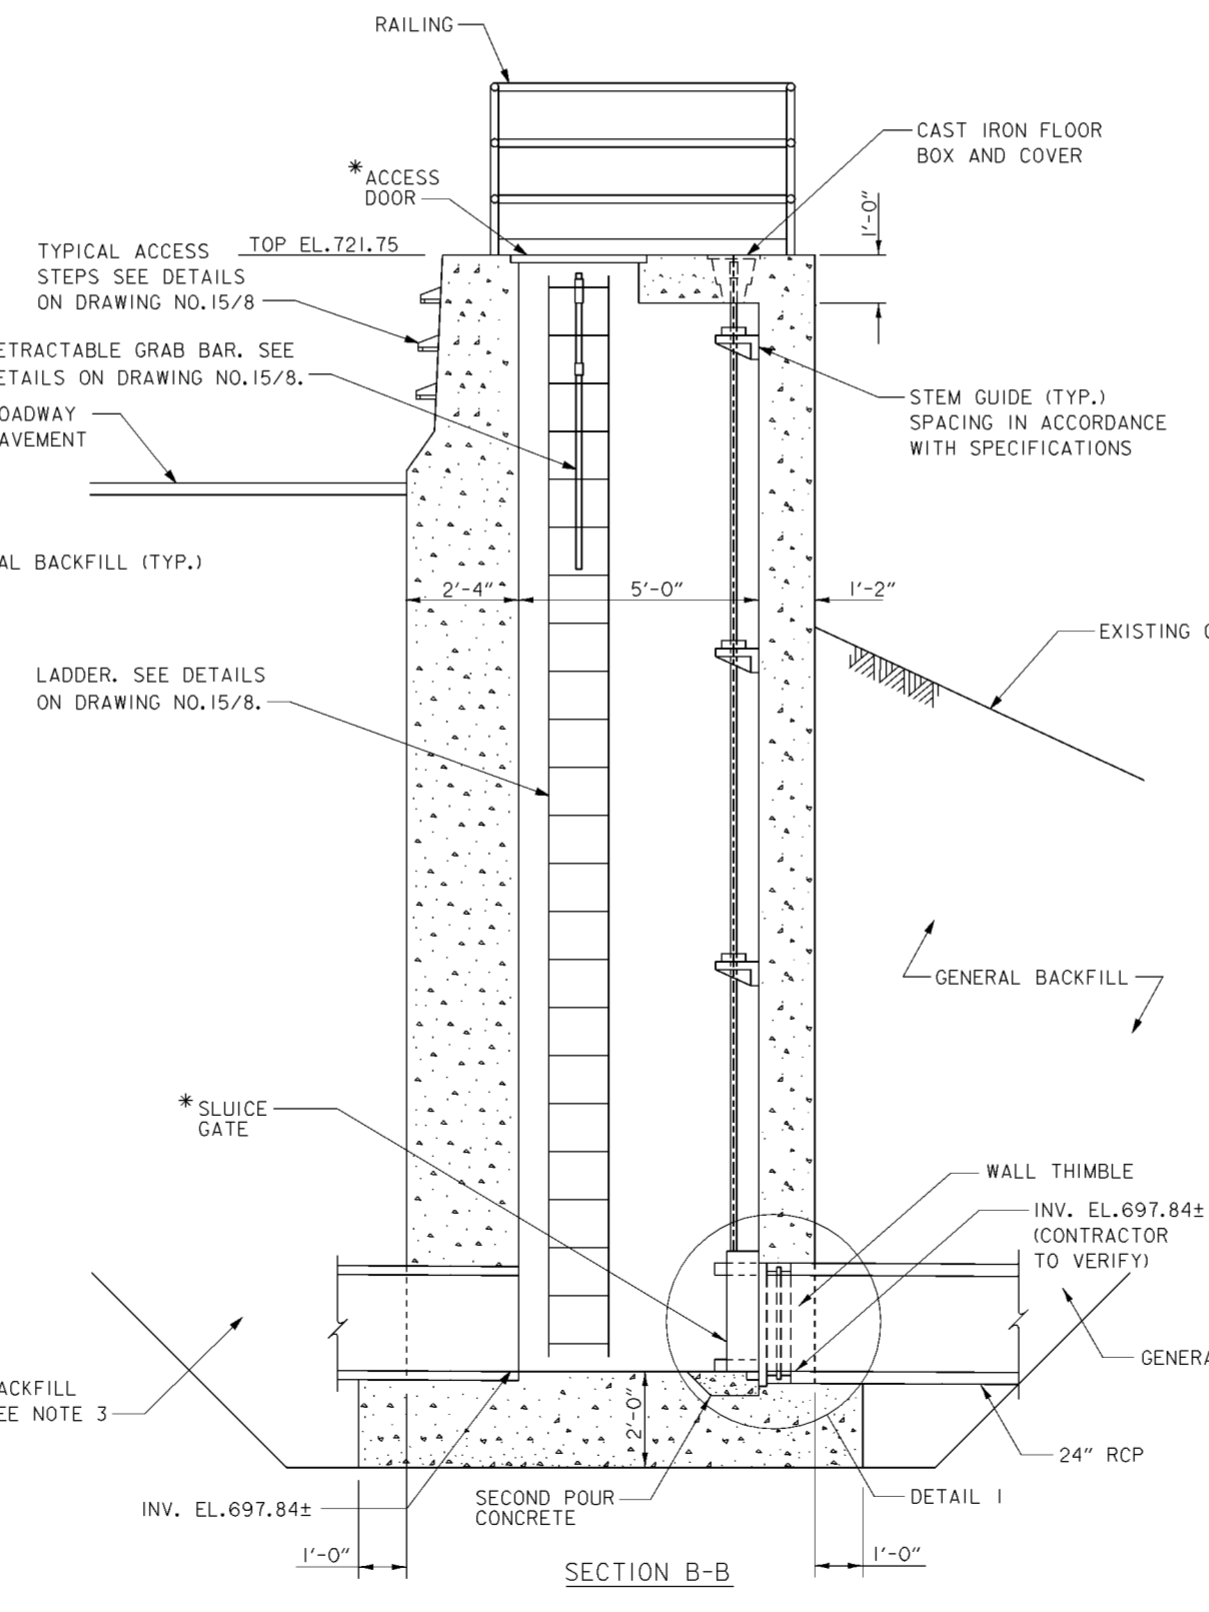 RAILING
CAST IRON FLOOR
BOX AND COVER
*ACCESS
DOOR
1'-0"
TYPICAL ACCESS
STEPS SEE DETAILS
ON DRAWING NO.15/8
TOP EL.721.75
ETRACTABLE GRAB BAR. SEE
ETAILS ON DRAWING NO.15/8.
OADWAY
AVEMENT
STEM GUIDE (TYP.)
SPACING IN ACCORDANCE
WITH SPECIFICATIONS
AL BACKFILL (TYP.)
2'-4"
5'-0"
1'-2"
EXISTING
LADDER. SEE DETAILS
ON DRAWING NO.15/8.
GENERAL BACKFILL
*SLUICE
GATE
WALL THIMBLE
INV. EL.697.84±
(CONTRACTOR
TO VERIFY)
GENERA
ACKFILL
EE NOTE 3
2'-0"
24" RCP
INV. EL.697.84±
SECOND POUR
CONCRETE
DETAIL 1
1'-0"
1'-0"
SECTION B-B